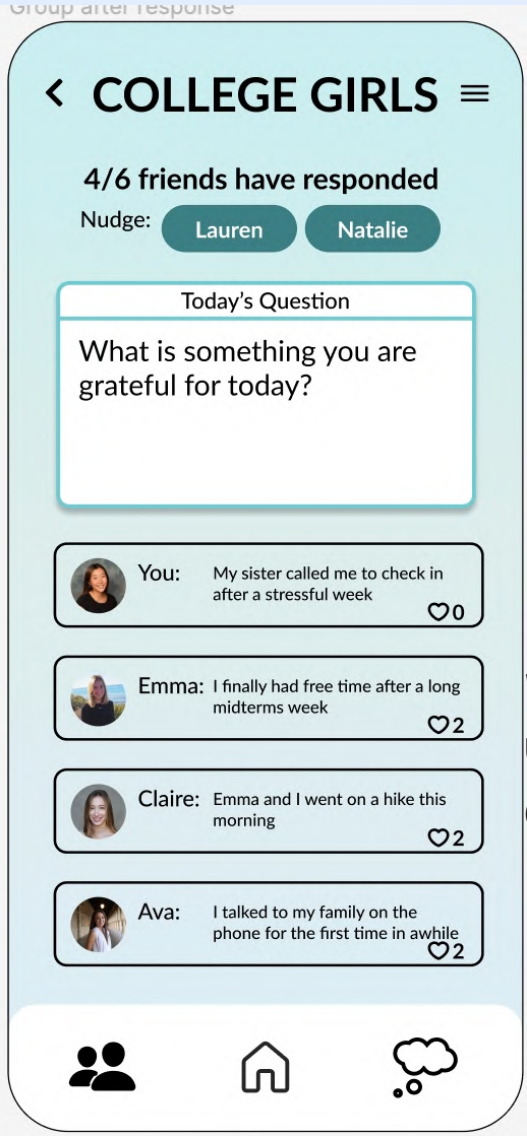 Group after response
COLLEGE GIRLS
4/6 friends have responded
Nudge: Lauren Natalie
Today's Question
What is something you are
grateful for today?
You: My sister called me to check in
after a stressful week
0
Emma: I finally had free time after a long
midterms week
2
Claire: Emma and I went on a hike this
morning
2
Ava: I talked to my family on the
phone for the first time in awhile
2